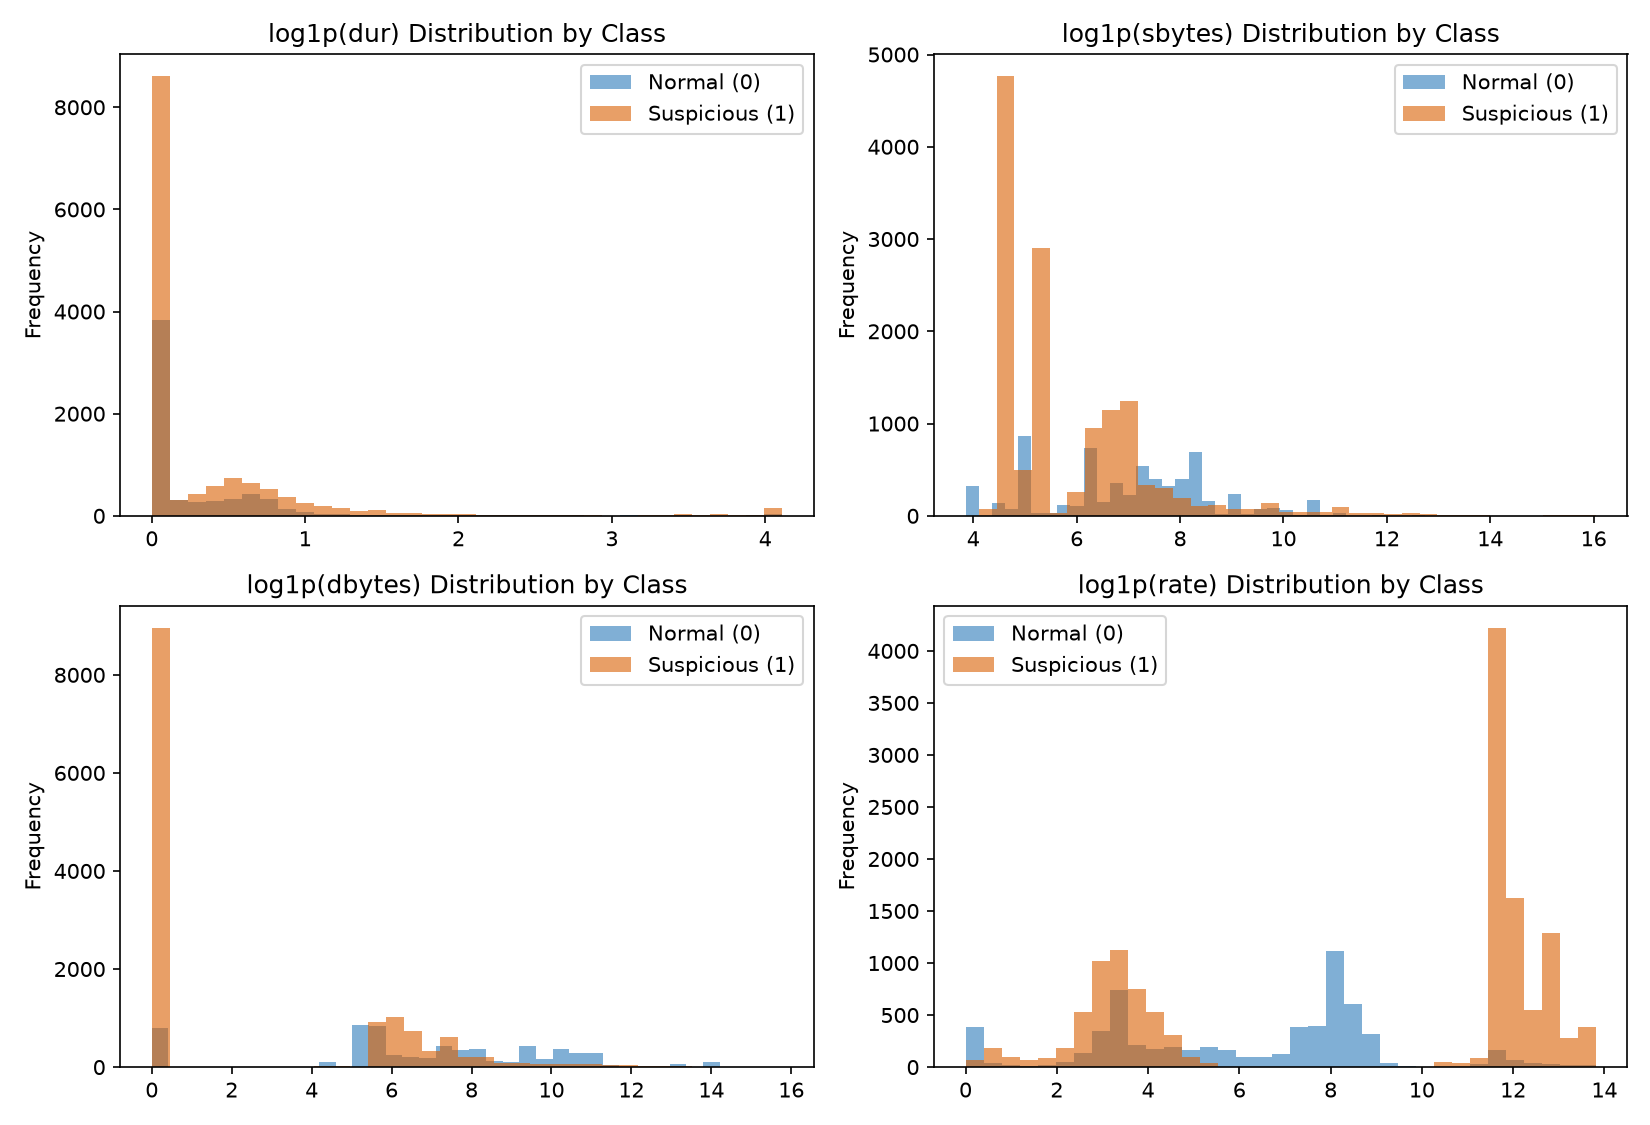 log1p(dur) Distribution by Class
Normal (0)
Suspicious (1)
Frequency
8000
6000
4000
2000
0
0 1 2 3 4
log1p(sbytes) Distribution by Class
Normal (0)
Suspicious (1)
Frequency
5000
4000
3000
2000
1000
0
4 6 8 10 12 14 16
log1p(dbytes) Distribution by Class
Normal (0)
Suspicious (1)
Frequency
8000
6000
4000
2000
0
0 2 4 6 8 10 12 14 16
log1p(rate) Distribution by Class
Normal (0)
Suspicious (1)
Frequency
4000
3500
3000
2500
2000
1500
1000
500
0
0 2 4 6 8 10 12 14